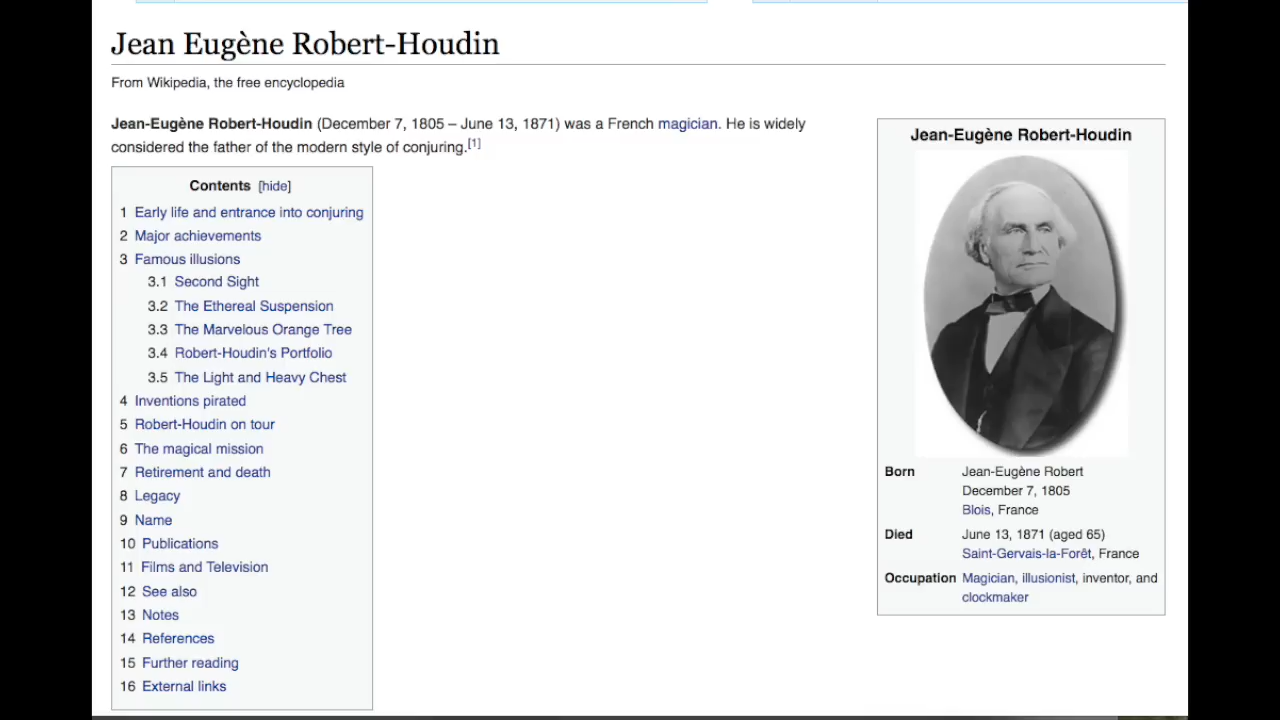 Jean Eugène Robert-Houdin
From Wikipedia, the free encyclopedia
Jean-Eugène Robert-Houdin (December 7, 1805 – June 13, 1871) was a French magician. He is widely
considered the father of the modern style of conjuring.[1]
Contents [hide]
1 Early life and entrance into conjuring
2 Major achievements
3 Famous illusions
3.1 Second Sight
3.2 The Ethereal Suspension
3.3 The Marvelous Orange Tree
3.4 Robert-Houdin's Portfolio
3.5 The Light and Heavy Chest
4 Inventions pirated
5 Robert-Houdin on tour
6 The magical mission
7 Retirement and death
8 Legacy
9 Name
10 Publications
11 Films and Television
12 See also
13 Notes
14 References
15 Further reading
16 External links
Jean-Eugène Robert-Houdin
Born Jean-Eugène Robert
December 7, 1805
Blois, France
Died June 13, 1871 (aged 65)
Saint-Gervais-la-Forêt, France
Occupation Magician, illusionist, inventor, and
clockmaker